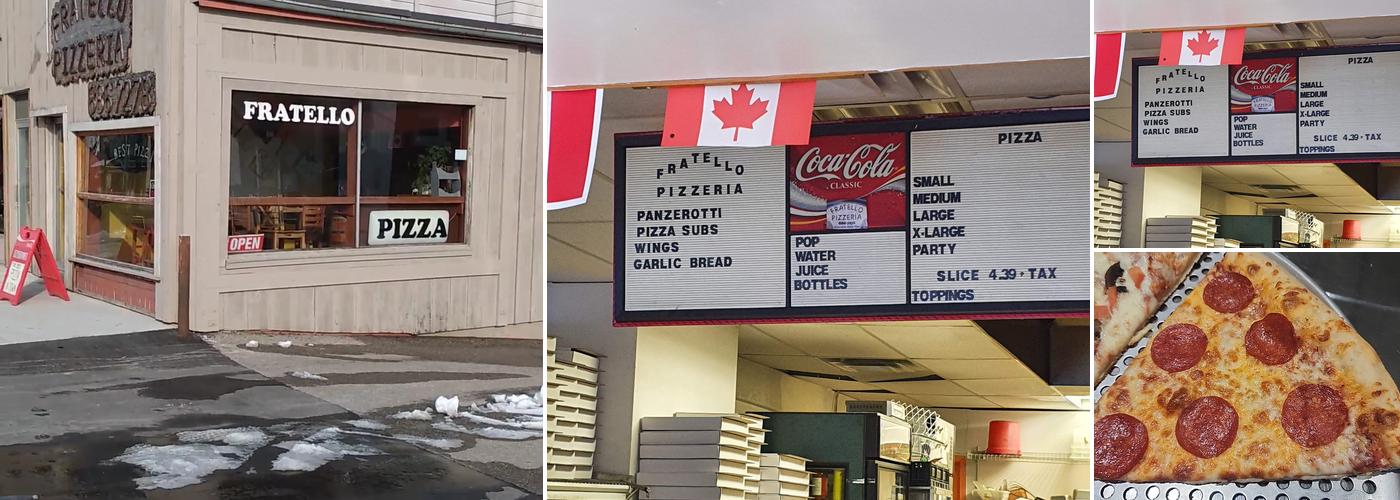 FRATELLO
PIZZERIA
FRATELLO
PIZZA
OPEN
BEST PIZZ
FRATELLO
PIZZERIA
PANZEROTTI
PIZZA SUBS
WINGS
GARLIC BREAD
Coca-Cola
CLASSIC
FRATELLO
PIZZERIA
POP
WATER
JUICE
BOTTLES
PIZZA
SMALL
MEDIUM
LARGE
X-LARGE
PARTY
SLICE 4.39+TAX
TOPPINGS
FRATELLO
PIZZERIA
PANZEROTTI
PIZZA SUBS
WINGS
GARLIC BREAD
Coca-Cola
CLASSIC
POP
WATER
JUICE
BOTTLES
PIZZA
SMALL
MEDIUM
LARGE
X-LARGE
PARTY
SLICE 4.39+TAX
TOPPINGS